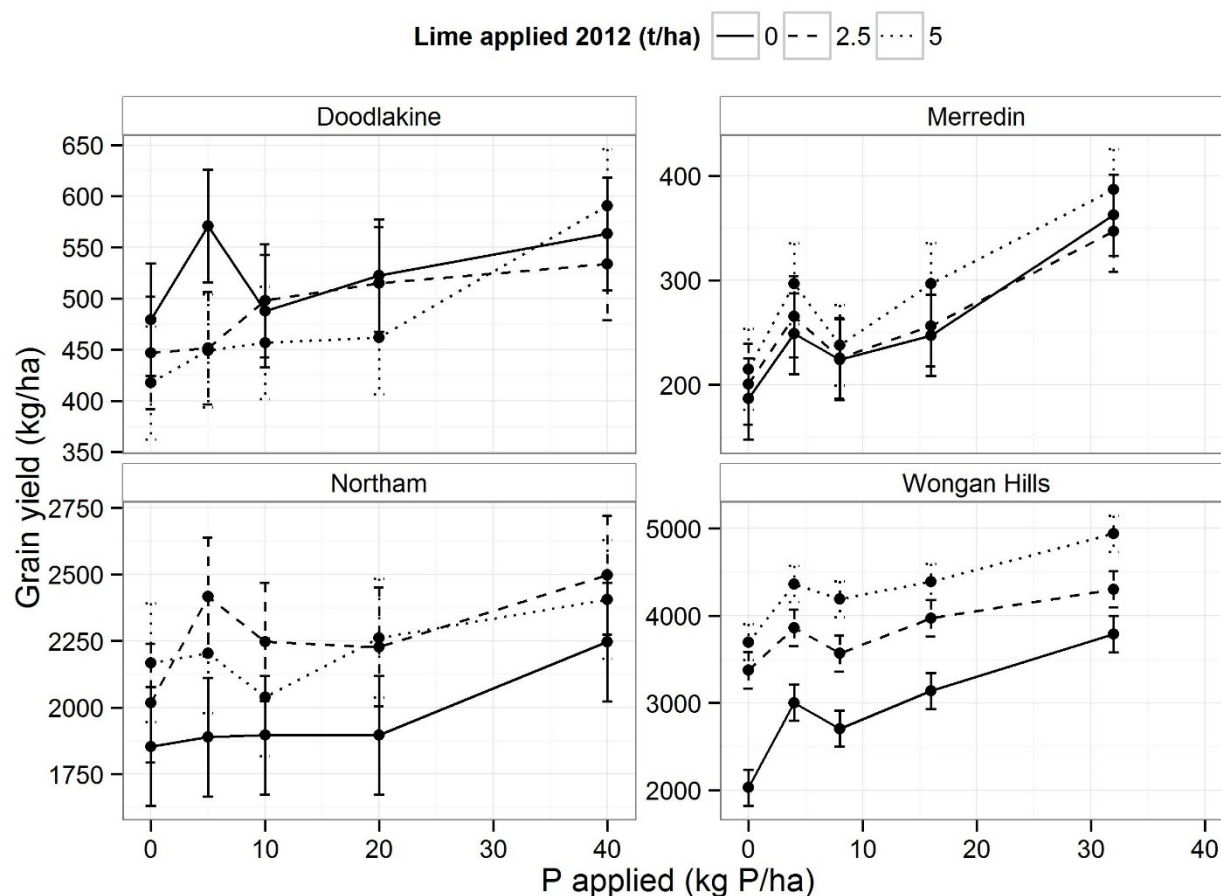 Lime applied 2012 (t/ha) 0 2.5 5
Doodlakine
Merredin
650
600
550
500
450
400
350
400
300
200
Grain yield (kg/ha)
Northam
Wongan Hills
2750
2500
2250
2000
1750
5000
4000
3000
2000
0 10 20 30 40
0 10 20 30 40
P applied (kg P/ha)